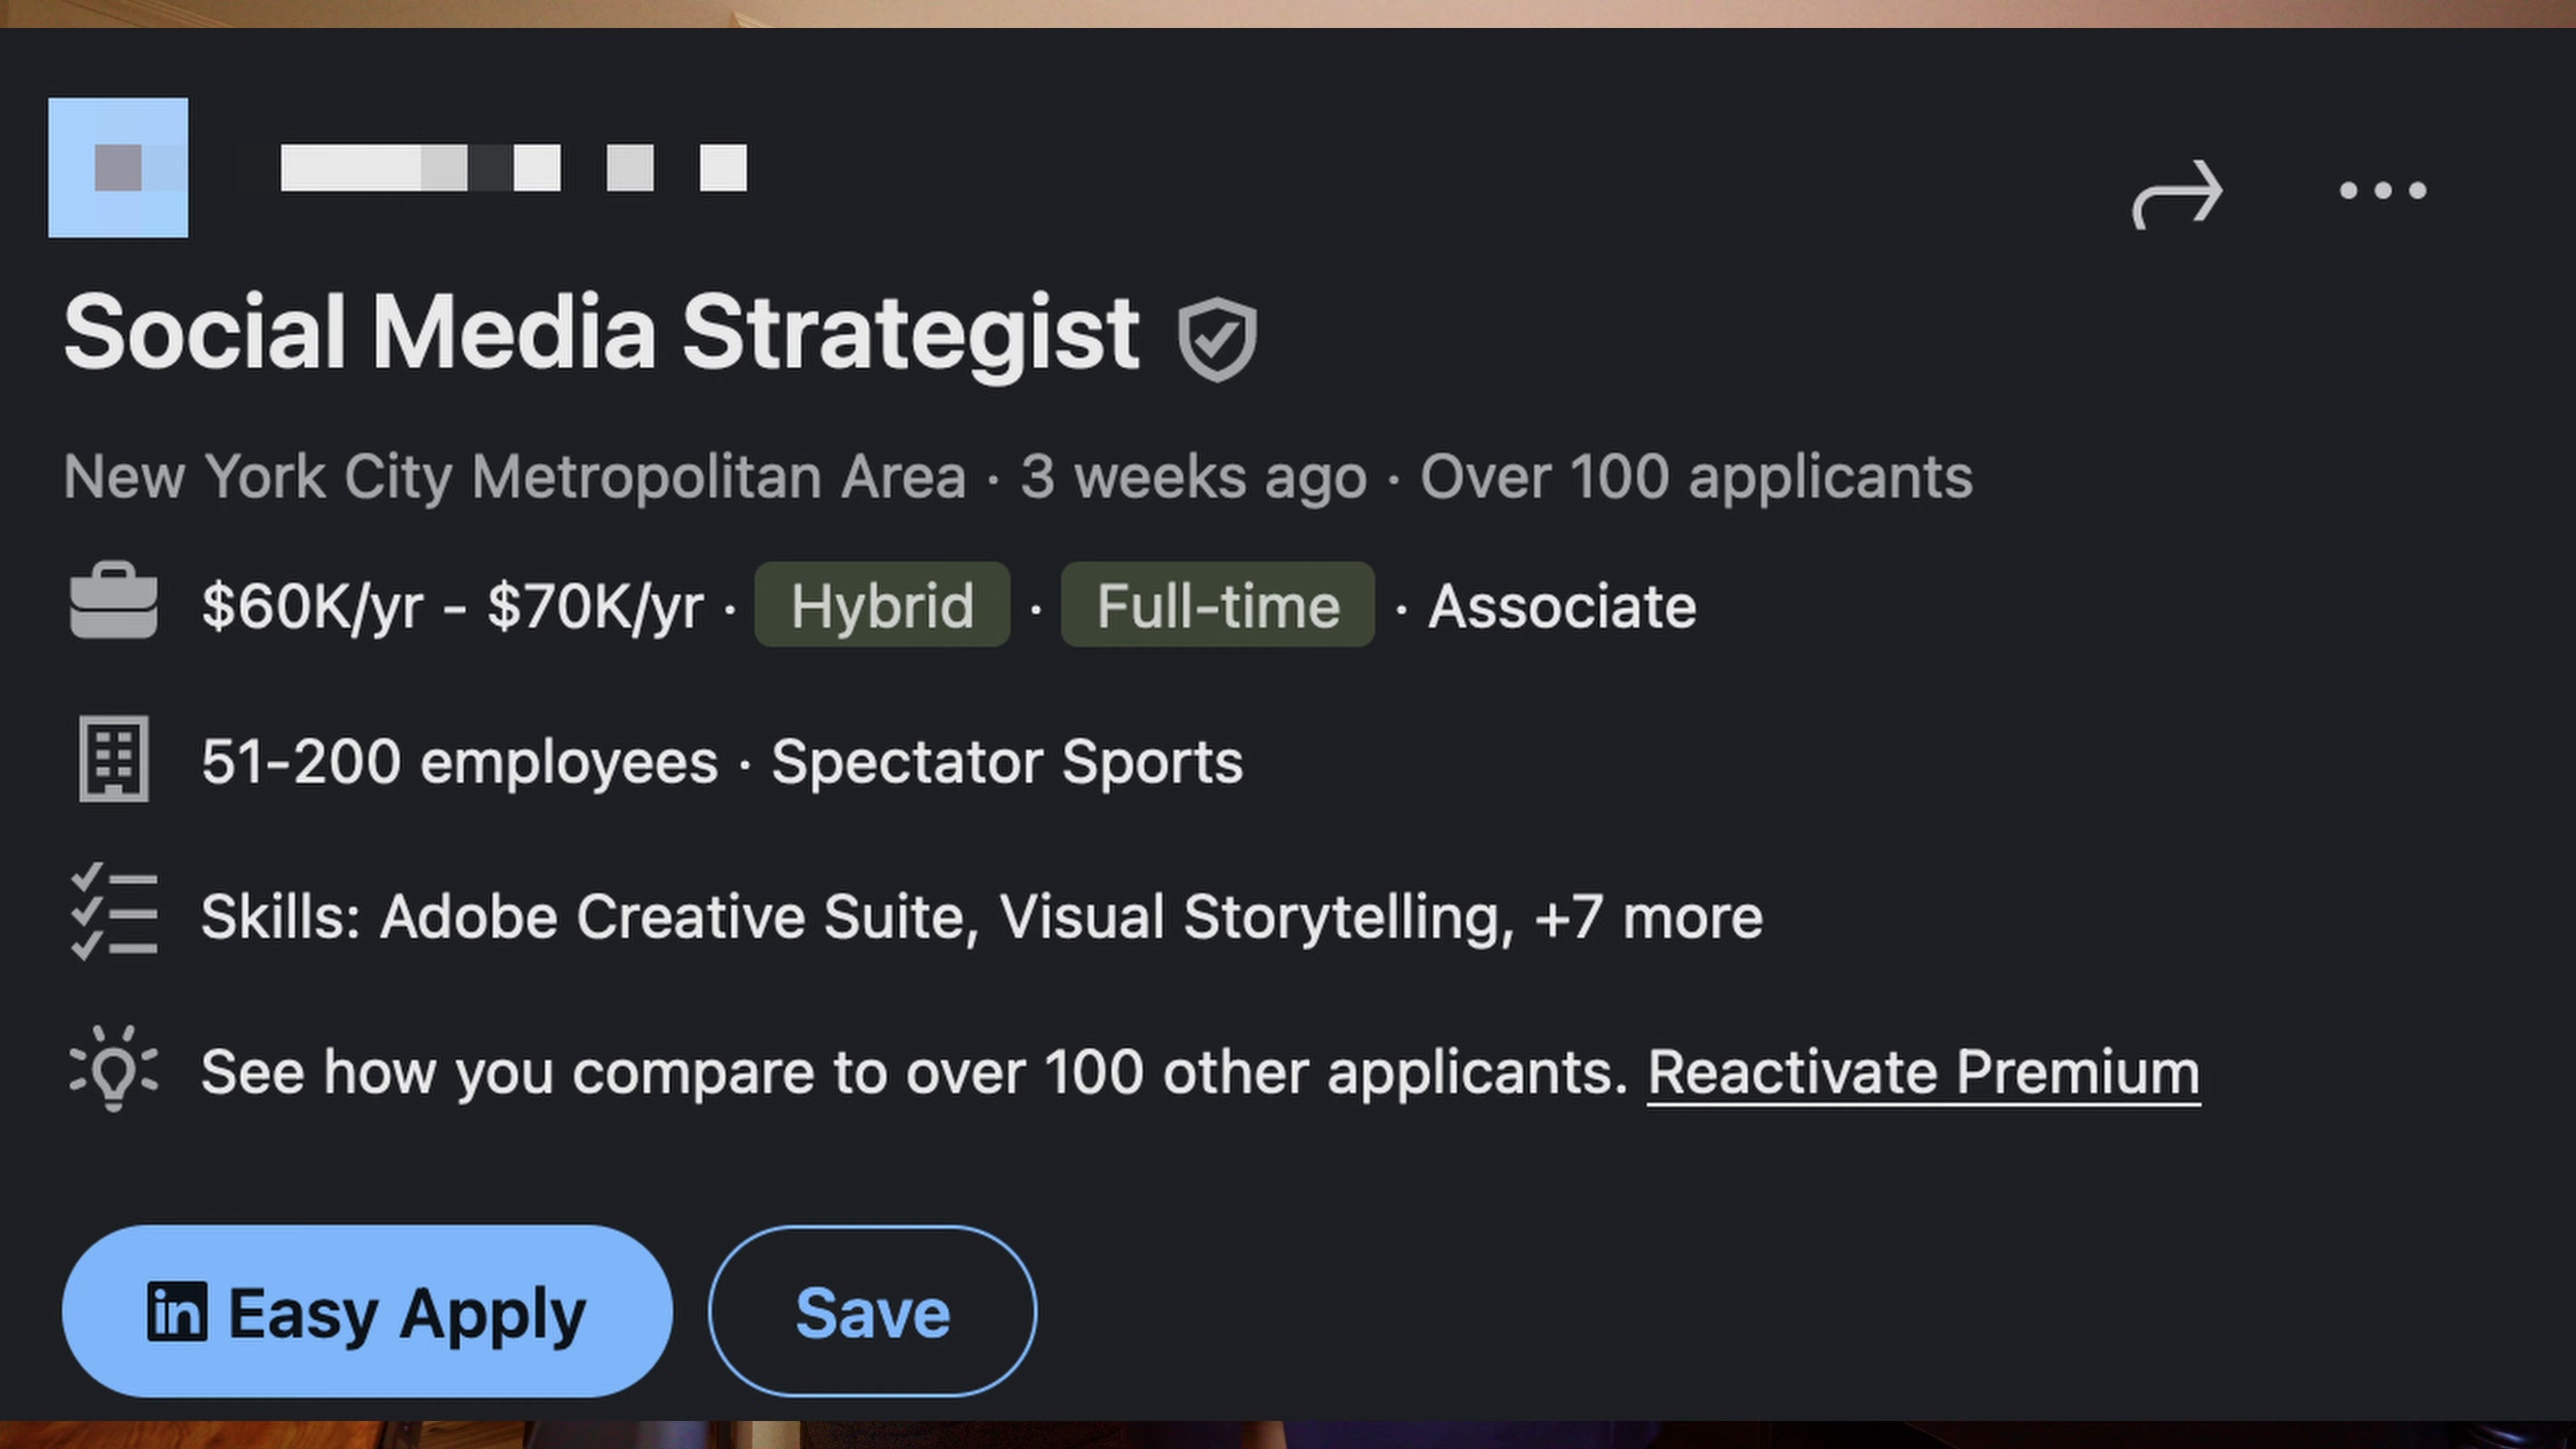 Social Media Strategist
New York City Metropolitan Area · 3 weeks ago · Over 100 applicants
$60K/yr - $70K/yr · Hybrid · Full-time · Associate
51-200 employees · Spectator Sports
Skills: Adobe Creative Suite, Visual Storytelling, +7 more
See how you compare to over 100 other applicants. Reactivate Premium
in Easy Apply
Save